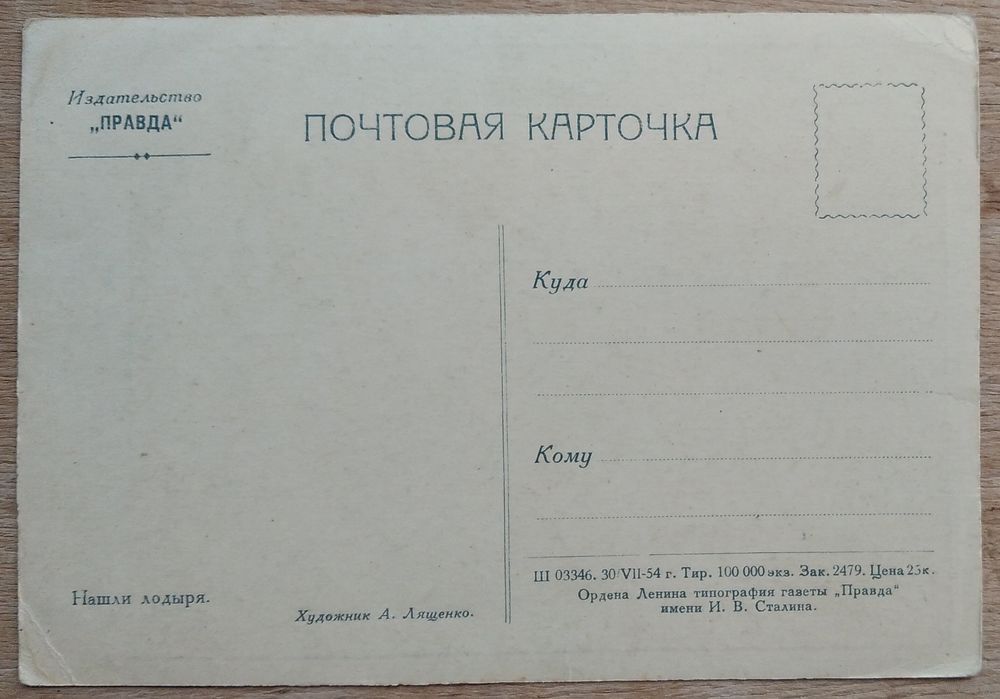 Издательство
„ПРАВДА“
ПОЧТОВАЯ КАРТОЧКА
Куда
Кому
Нашли лодыря.
Художник А. Лященко.
Ш 03346. 30/VII-54 г. Тир. 100 000 экз. Зак. 2479. Цена 25к.
Ордена Ленина типография газеты „Правда“
имени И. В. Сталина.